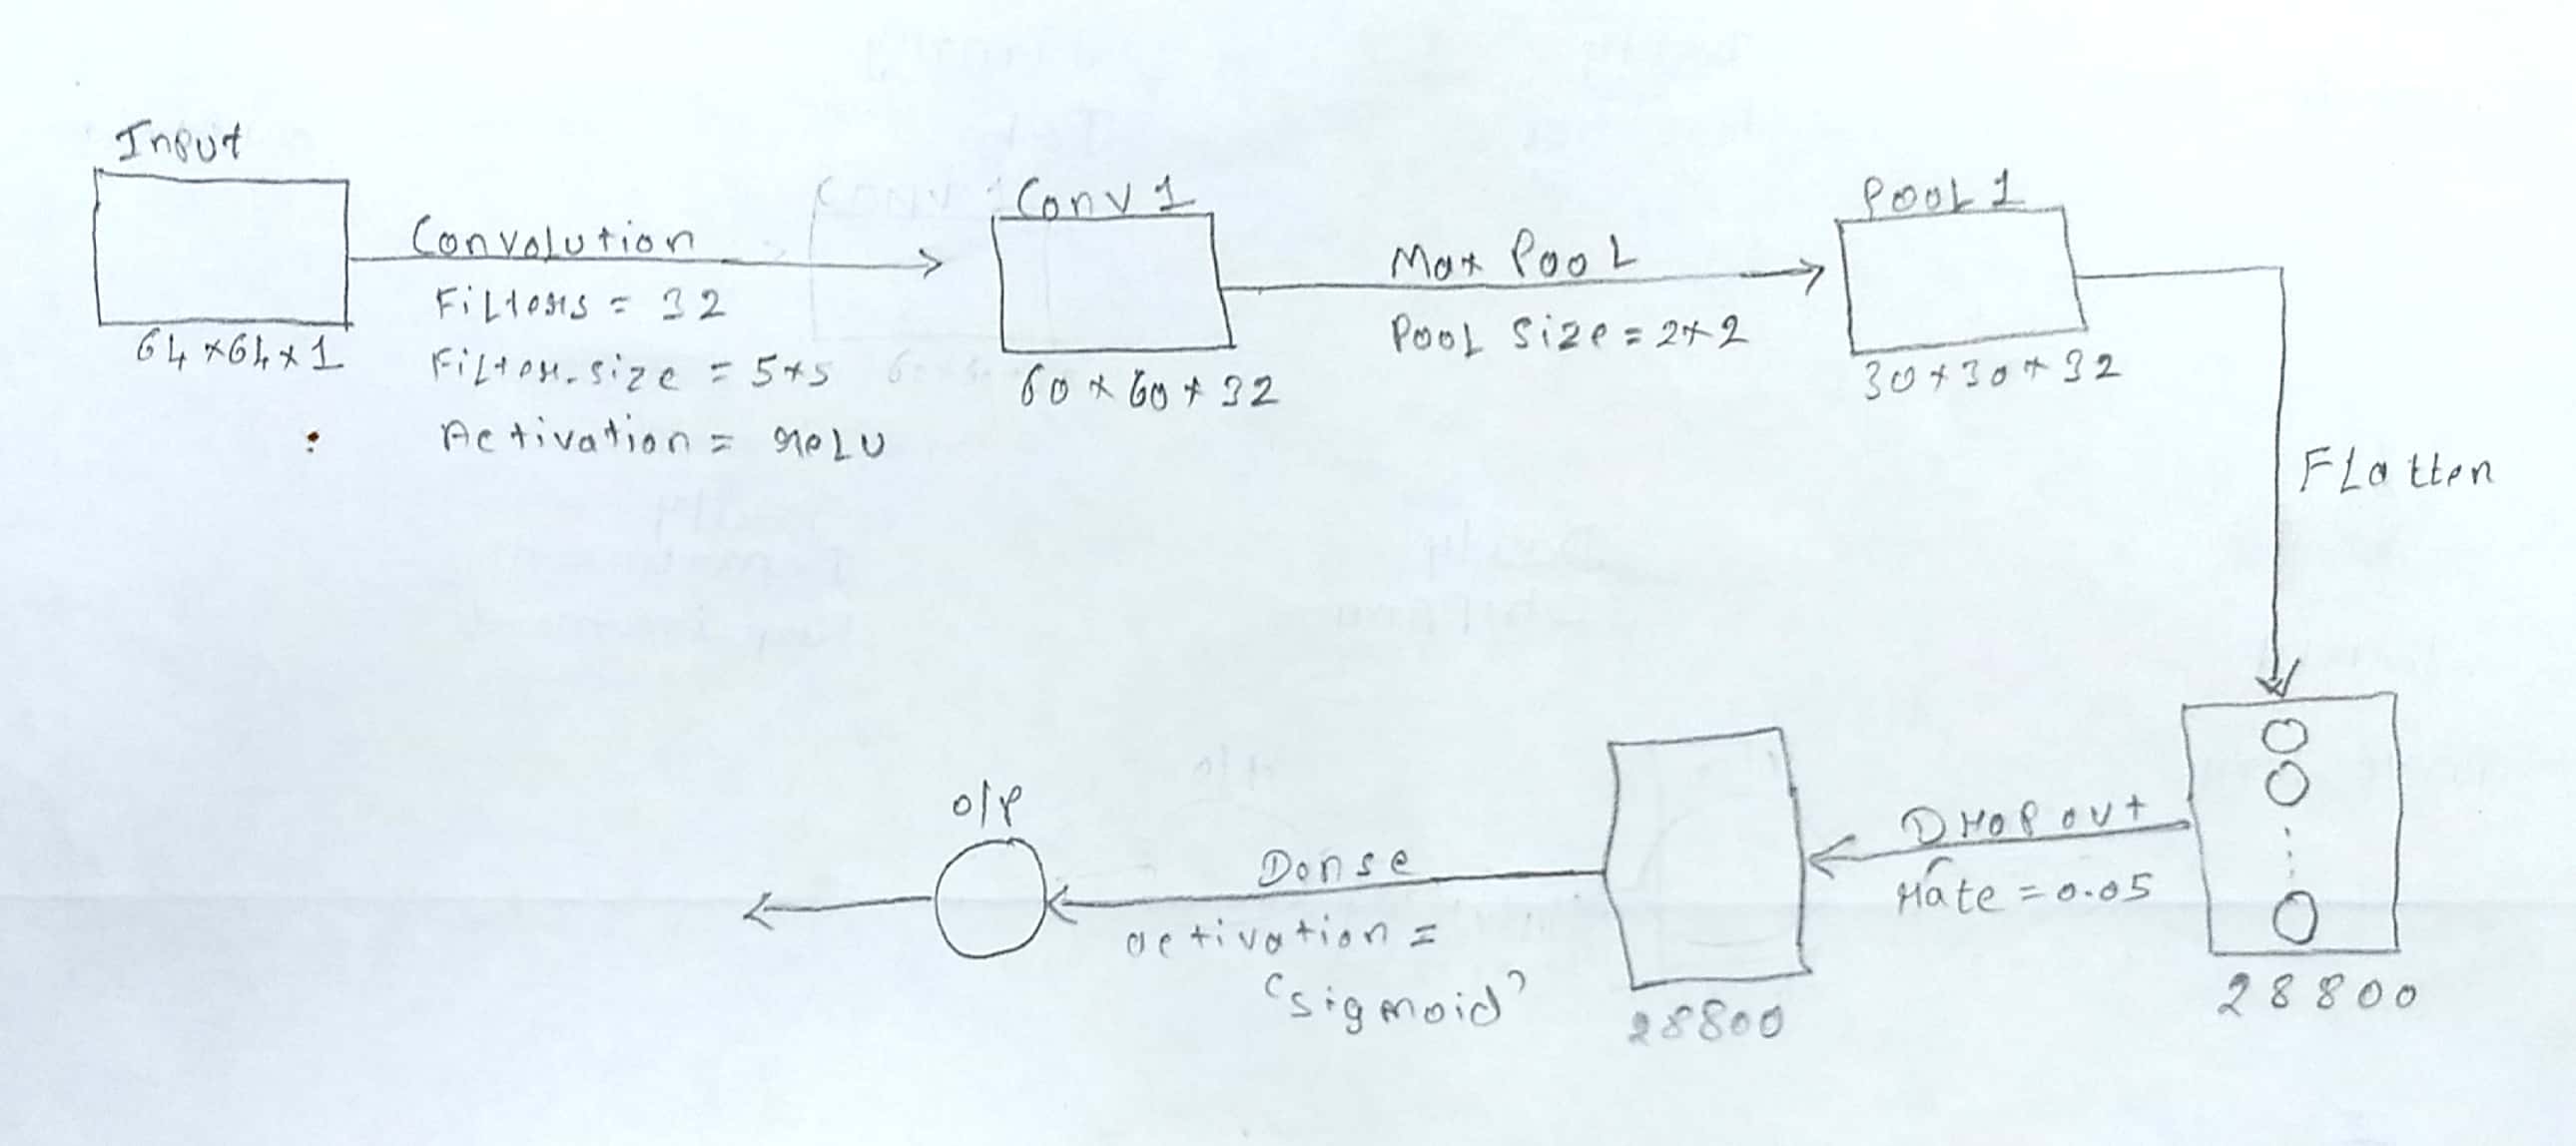 Input
64×64×1
Convolution
Filters = 32
Filter-size = 5×5
Activation = reLU
Conv 1
60 × 60 × 32
Max Pool
Pool size = 2×2
Pool 1
30×30×32
Flatten
28800
Dropout
rate = 0.05
28800
Dense
activation =
'sigmoid'
o/p